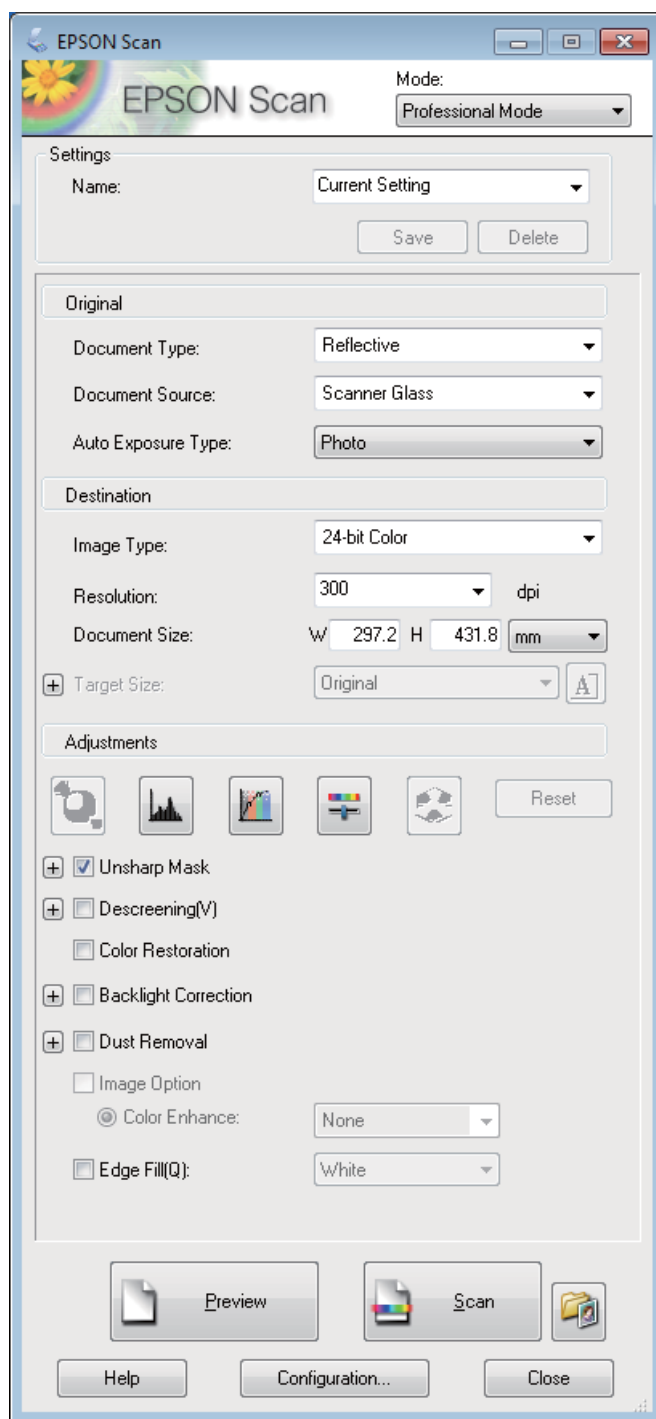 EPSON Scan
EPSON Scan
Mode:
Professional Mode
Settings
Name: Current Setting
Save Delete
Original
Document Type: Reflective
Document Source: Scanner Glass
Auto Exposure Type: Photo
Destination
Image Type: 24-bit Color
Resolution: 300 dpi
Document Size: W 297.2 H 431.8 mm
Target Size: Original A
Adjustments
Reset
Unsharp Mask
Descreening(V)
Color Restoration
Backlight Correction
Dust Removal
Image Option
Color Enhance: None
Edge Fill(Q): White
Preview Scan
Help Configuration... Close